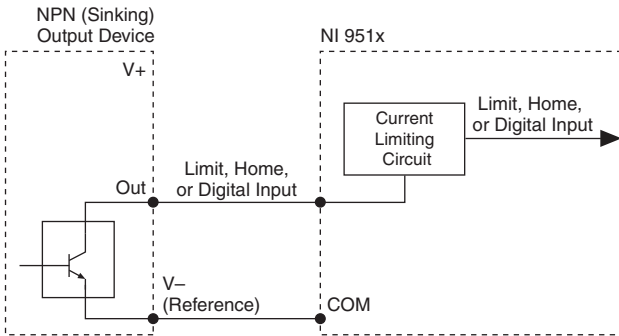 NPN (Sinking)
Output Device
NI 951x
V+
Current
Limiting
Circuit
Limit, Home,
or Digital Input
Out
Limit, Home,
or Digital Input
V–
(Reference)
COM